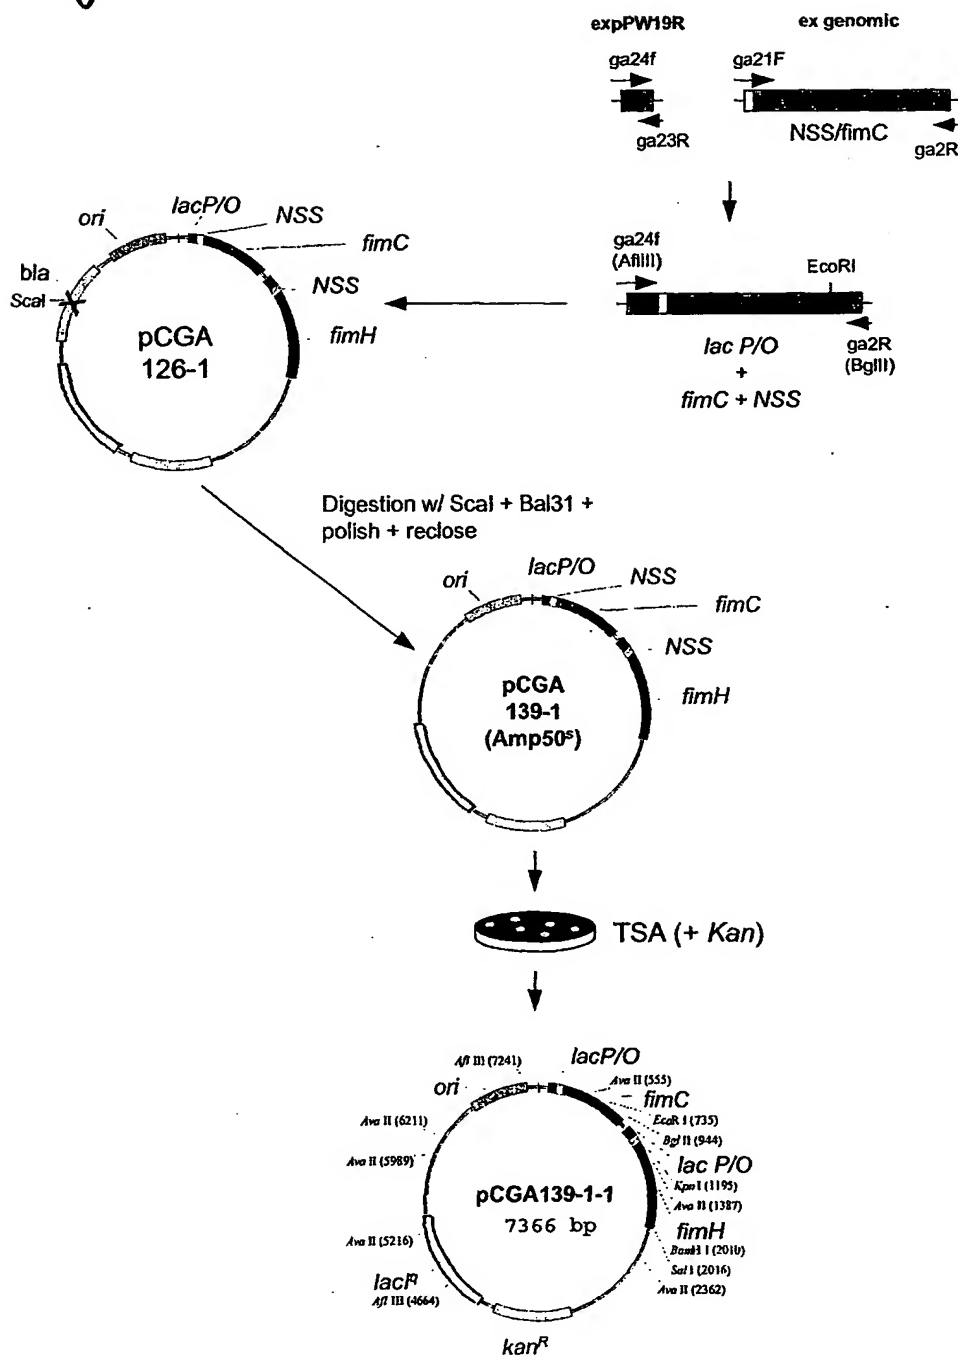 expPW19R
ex genomic
ga24f
ga21F
ga23R
NSS/fimC
ga2R
ga24f
(AflIII)
EcoRI
lac P/O
+
fimC + NSS
ga2R
(BglII)
ori
lacP/O
NSS
fimC
NSS
fimH
bla
ScaI
pCGA
126-1
Digestion w/ ScaI + Bal31 +
polish + reclose
ori
lacP/O
NSS
fimC
NSS
fimH
pCGA
139-1
(Amp50ˢ)
TSA (+ Kan)
Afl III (7241)
lacP/O
ori
Ava II (555)
fimC
EcoR I (735)
Bgl II (944)
lac P/O
Kpn I (1195)
Ava II (1387)
fimH
BamH I (2010)
Sal I (2016)
Ava II (2362)
Ava II (6211)
Ava II (5989)
pCGA139-1-1
7366 bp
Ava II (5216)
lacIq
Afl III (4664)
kanᴿ